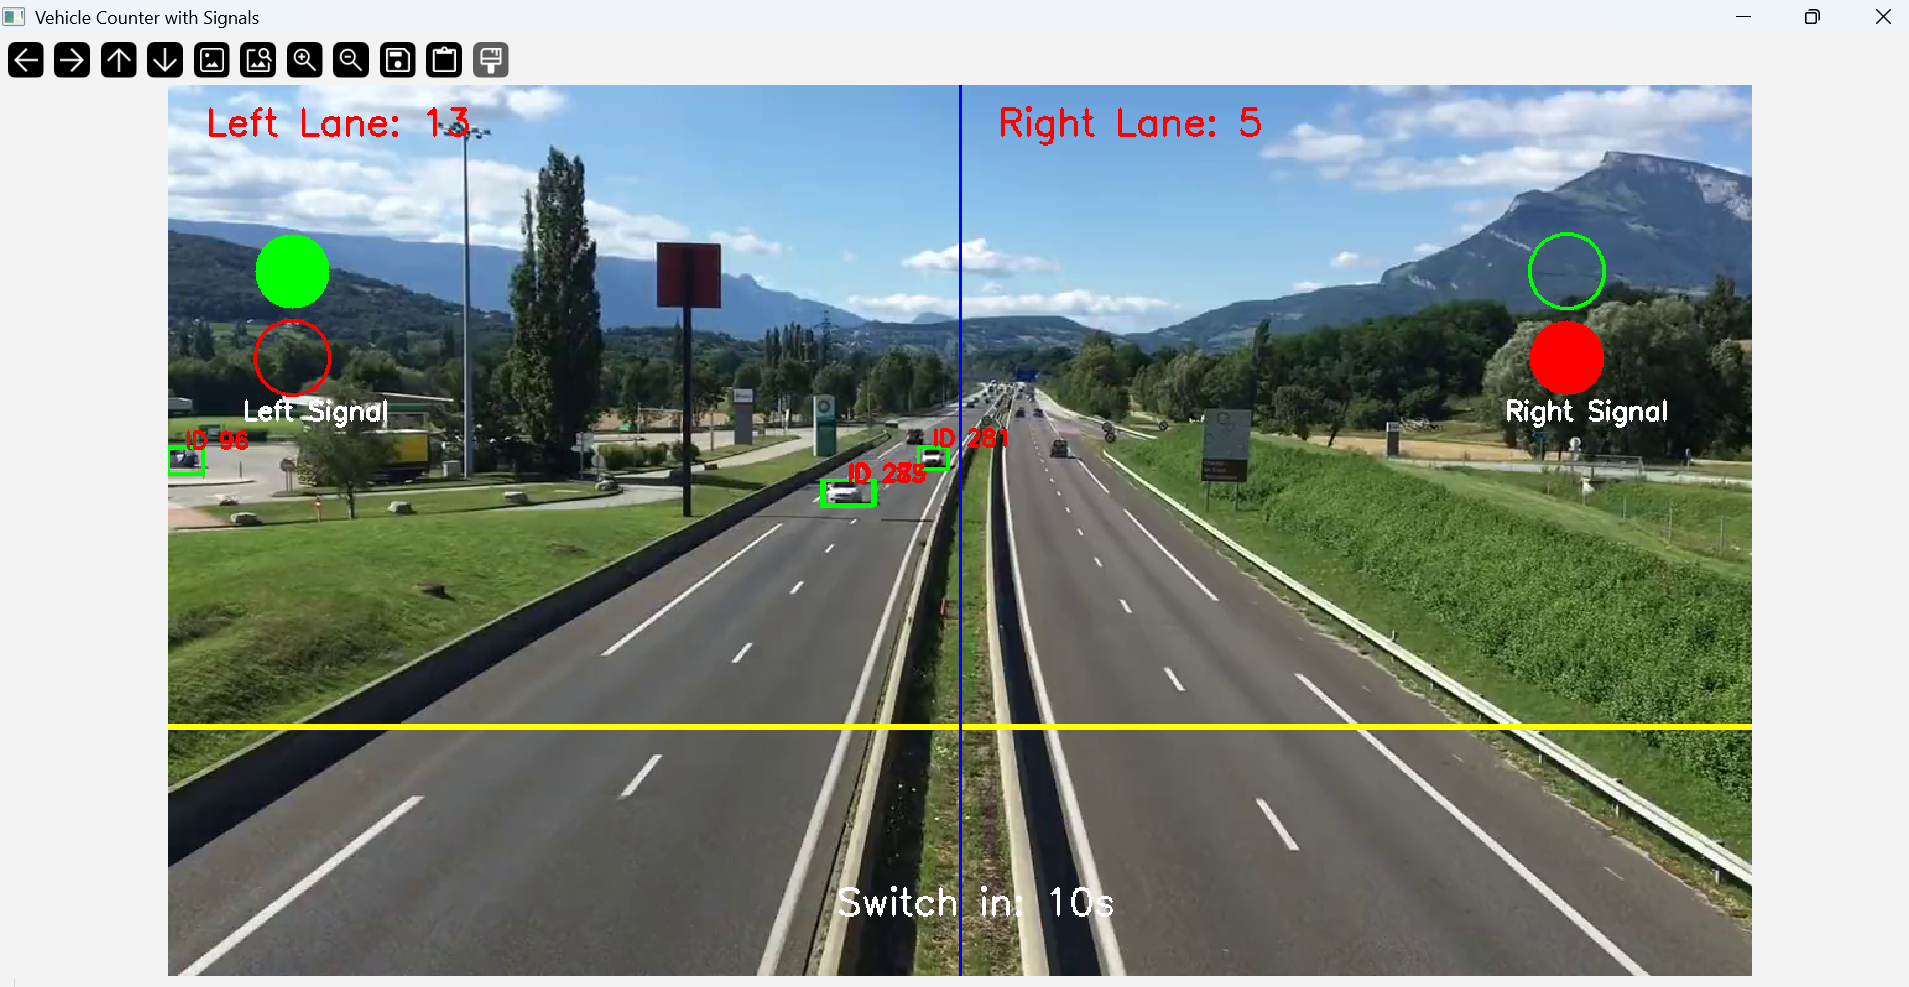 Vehicle Counter with Signals
Left Lane: 13
Right Lane: 5
Left Signal
Right Signal
ID 96
ID 281
ID
Switch in: 10s